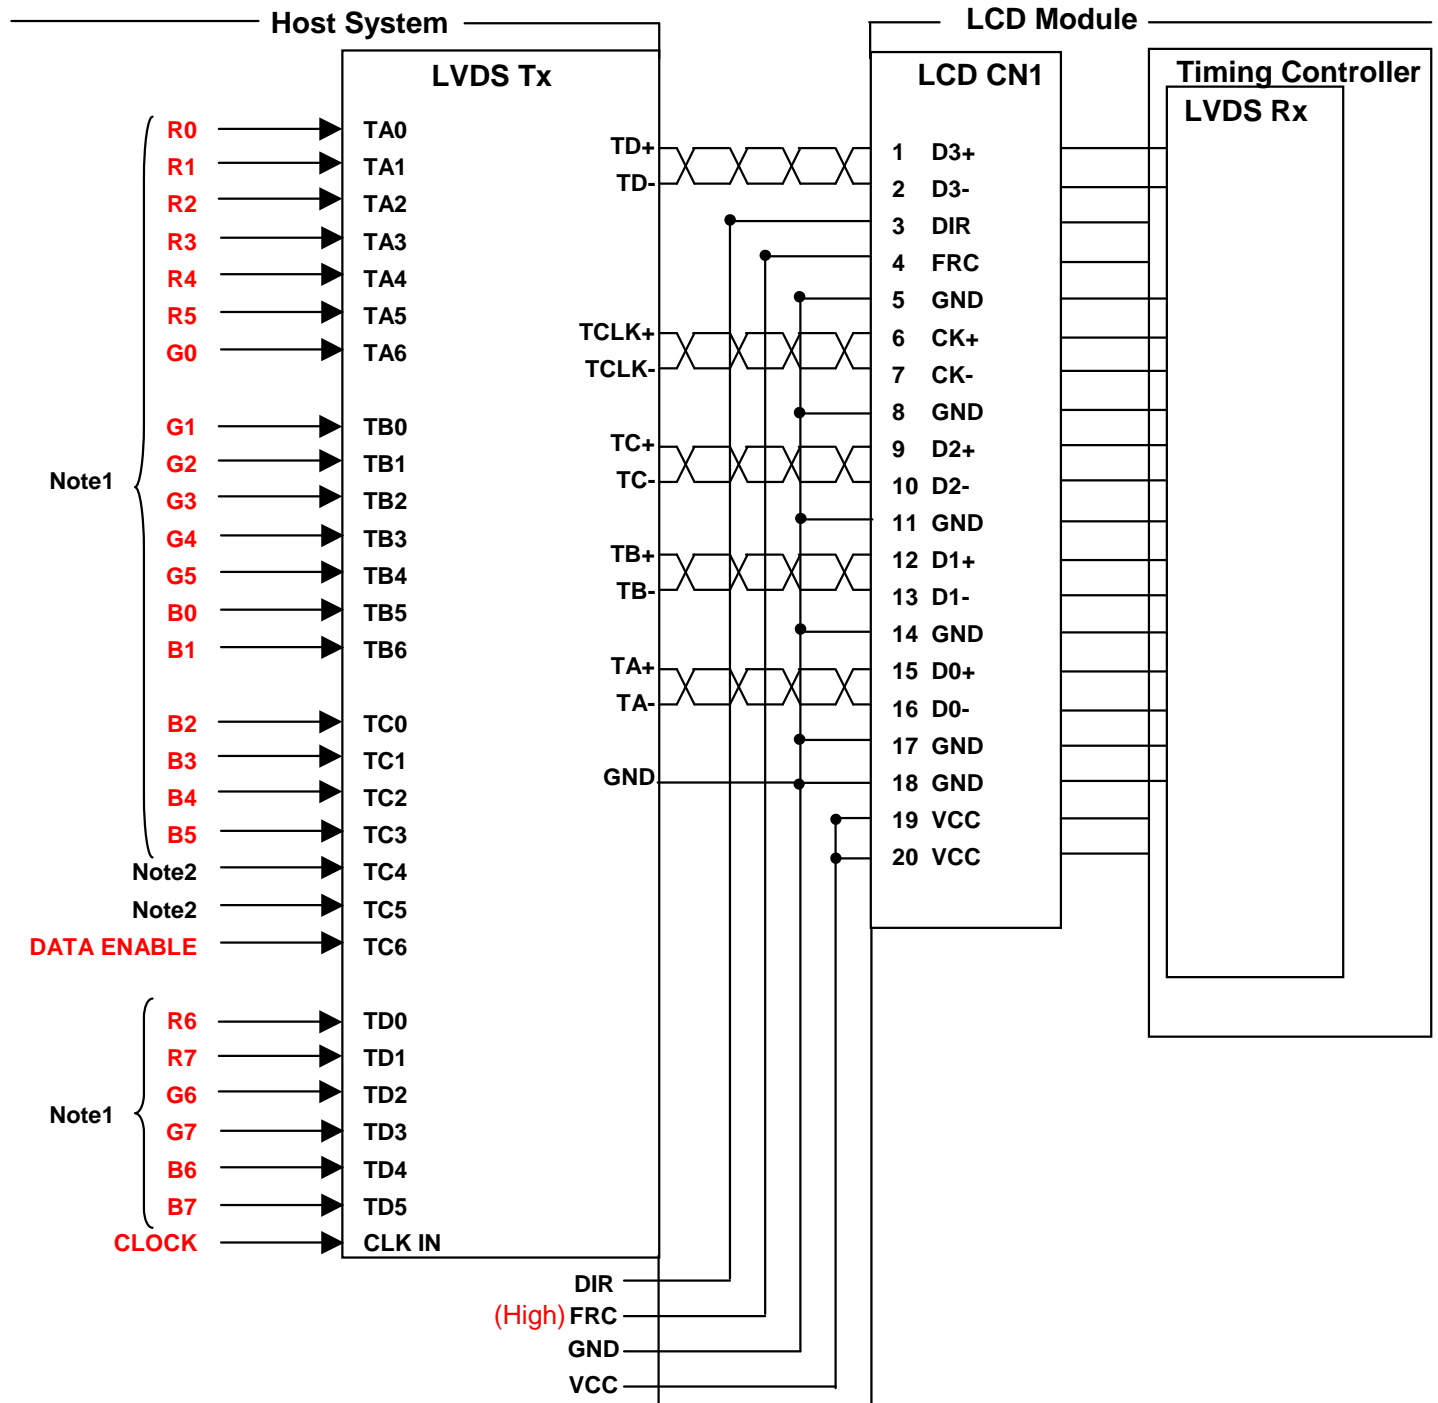 Host System
LCD Module
LVDS Tx
LCD CN1
Timing Controller
LVDS Rx
R0 TA0
R1 TA1
R2 TA2
R3 TA3
R4 TA4
R5 TA5
G0 TA6
G1 TB0
G2 TB1
Note1
G3 TB2
G4 TB3
G5 TB4
B0 TB5
B1 TB6
B2 TC0
B3 TC1
B4 TC2
B5 TC3
Note2 TC4
Note2 TC5
DATA ENABLE TC6
R6 TD0
R7 TD1
G6 TD2
Note1
G7 TD3
B6 TD4
B7 TD5
CLOCK CLK IN
TD+
TD-
TCLK+
TCLK-
TC+
TC-
TB+
TB-
TA+
TA-
GND
DIR
(High) FRC
GND
VCC
1 D3+
2 D3-
3 DIR
4 FRC
5 GND
6 CK+
7 CK-
8 GND
9 D2+
10 D2-
11 GND
12 D1+
13 D1-
14 GND
15 D0+
16 D0-
17 GND
18 GND
19 VCC
20 VCC